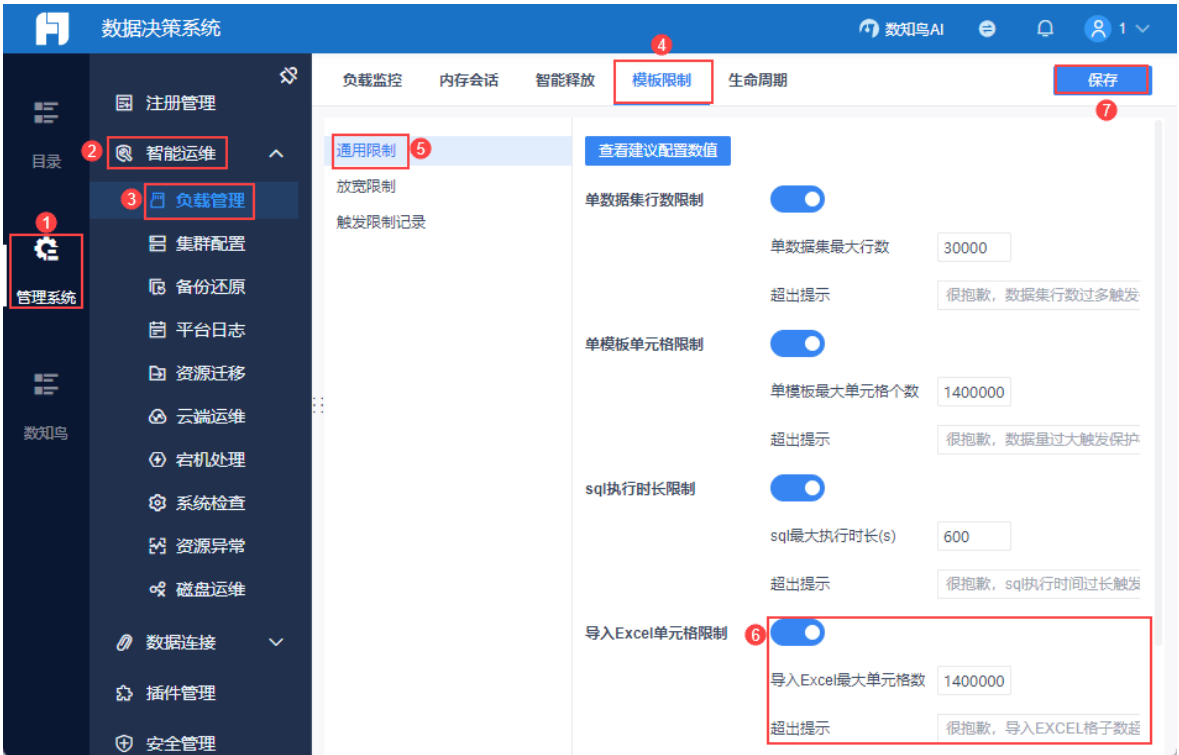 数据决策系统
数知鸟AI
1
4
负载监控
内存会话
智能释放
模板限制
生命周期
保存
7
目录
1
管理系统
数知鸟
注册管理
2
智能运维
3
负载管理
集群配置
备份还原
平台日志
资源迁移
云端运维
宕机处理
系统检查
资源异常
磁盘运维
数据连接
插件管理
安全管理
通用限制
5
放宽限制
触发限制记录
查看建议配置数值
单数据集行数限制
单数据集最大行数 30000
超出提示 很抱歉，数据集行数过多触发
单模板单元格限制
单模板最大单元格个数 1400000
超出提示 很抱歉，数据量过大触发保护
sql执行时长限制
sql最大执行时长(s) 600
超出提示 很抱歉，sql执行时间过长触发
导入Excel单元格限制
6
导入Excel最大单元格数 1400000
超出提示 很抱歉，导入EXCEL格子数超